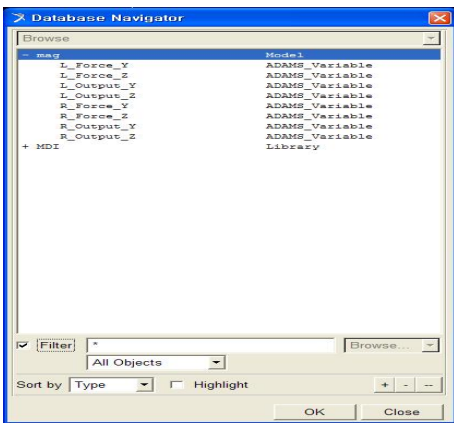 Database Navigator
Browse
- mag Model
L_Force_Y ADAMS_Variable
L_Force_Z ADAMS_Variable
L_Output_Y ADAMS_Variable
L_Output_Z ADAMS_Variable
R_Force_Y ADAMS_Variable
R_Force_Z ADAMS_Variable
R_Output_Y ADAMS_Variable
R_Output_Z ADAMS_Variable
+ MDI Library
Filter * Browse...
All Objects
Sort by Type Highlight + - --
OK Close